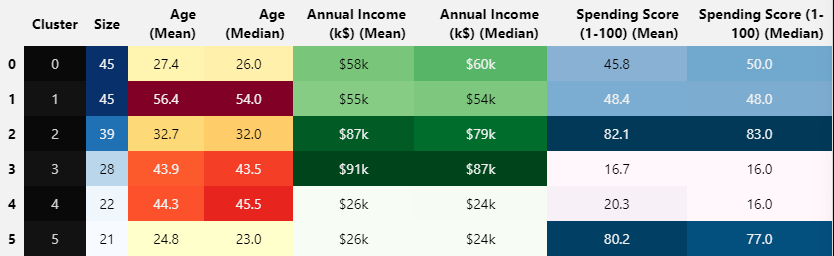 Cluster Size Age (Mean) Age (Median) Annual Income (k$) (Mean) Annual Income (k$) (Median) Spending Score (1-100) (Mean) Spending Score (1-100) (Median)
0 0 45 27.4 26.0 $58k $60k 45.8 50.0
1 1 45 56.4 54.0 $55k $54k 48.4 48.0
2 2 39 32.7 32.0 $87k $79k 82.1 83.0
3 3 28 43.9 43.5 $91k $87k 16.7 16.0
4 4 22 44.3 45.5 $26k $24k 20.3 16.0
5 5 21 24.8 23.0 $26k $24k 80.2 77.0